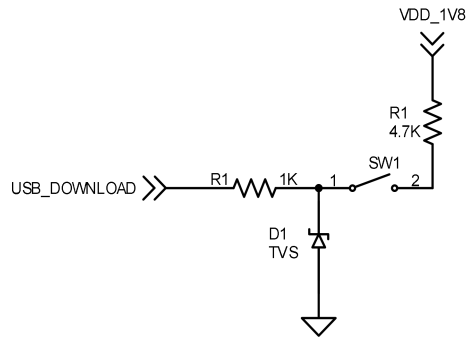 VDD_1V8
R1
4.7K
SW1
USB_DOWNLOAD
R1 1K
1 2
D1
TVS